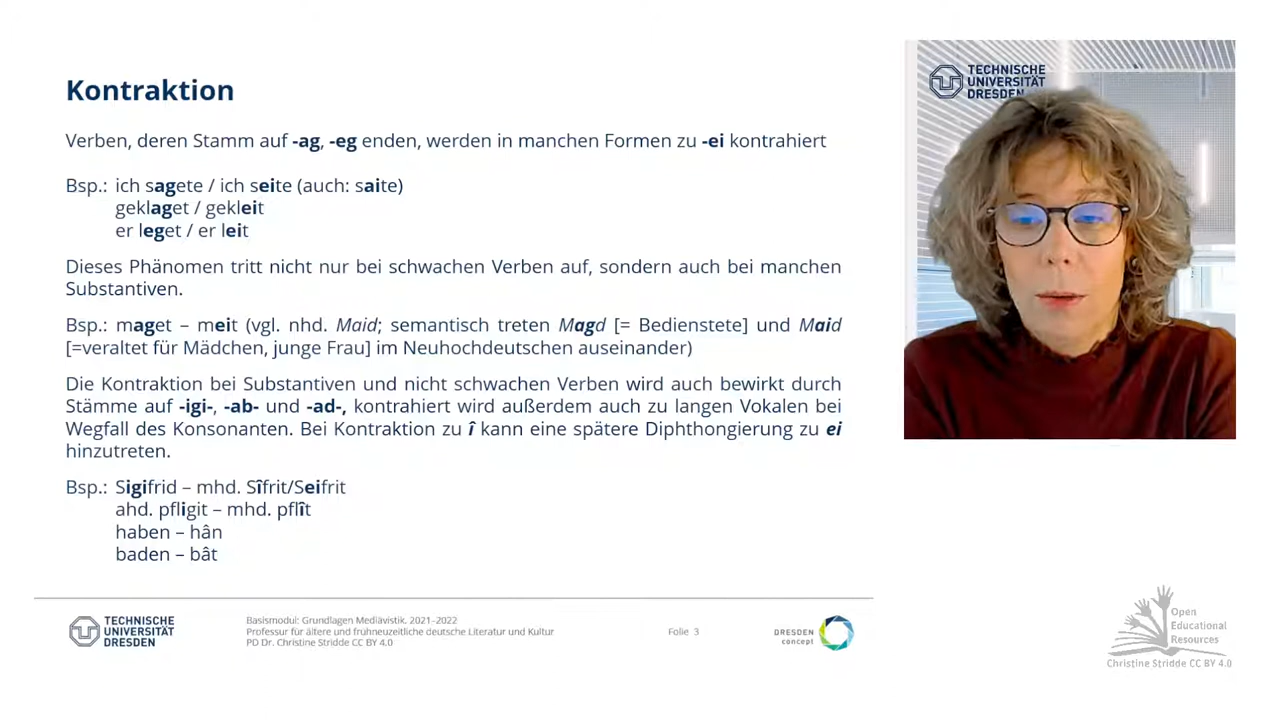 Kontraktion
Verben, deren Stamm auf -ag, -eg enden, werden in manchen Formen zu -ei kontrahiert
Bsp.: ich sagete / ich seite (auch: saite)
geklaget / gekleit
er leget / er leit
Dieses Phänomen tritt nicht nur bei schwachen Verben auf, sondern auch bei manchen
Substantiven.
Bsp.: maget – meit (vgl. nhd. Maid; semantisch treten Magd [= Bedienstete] und Maid
[=veraltet für Mädchen, junge Frau] im Neuhochdeutschen auseinander)
Die Kontraktion bei Substantiven und nicht schwachen Verben wird auch bewirkt durch
Stämme auf -igi-, -ab- und -ad-, kontrahiert wird außerdem auch zu langen Vokalen bei
Wegfall des Konsonanten. Bei Kontraktion zu î kann eine spätere Diphthongierung zu ei
hinzutreten.
Bsp.: Sigifrid – mhd. Sîfrit/Seifrit
ahd. pfligit – mhd. pflît
haben – hân
baden – bât
TECHNISCHE
UNIVERSITÄT
DRESDEN
Basismodul: Grundlagen Mediävistik. 2021–2022
Professur für ältere und frühneuzeitliche deutsche Literatur und Kultur
PD Dr. Christine Stridde CC BY 4.0
Folie 3
DRESDEN
concept
TECHNISCHE
UNIVERSITÄT
DRESDEN
Open
Educational
Resources
Christine Stridde CC BY 4.0